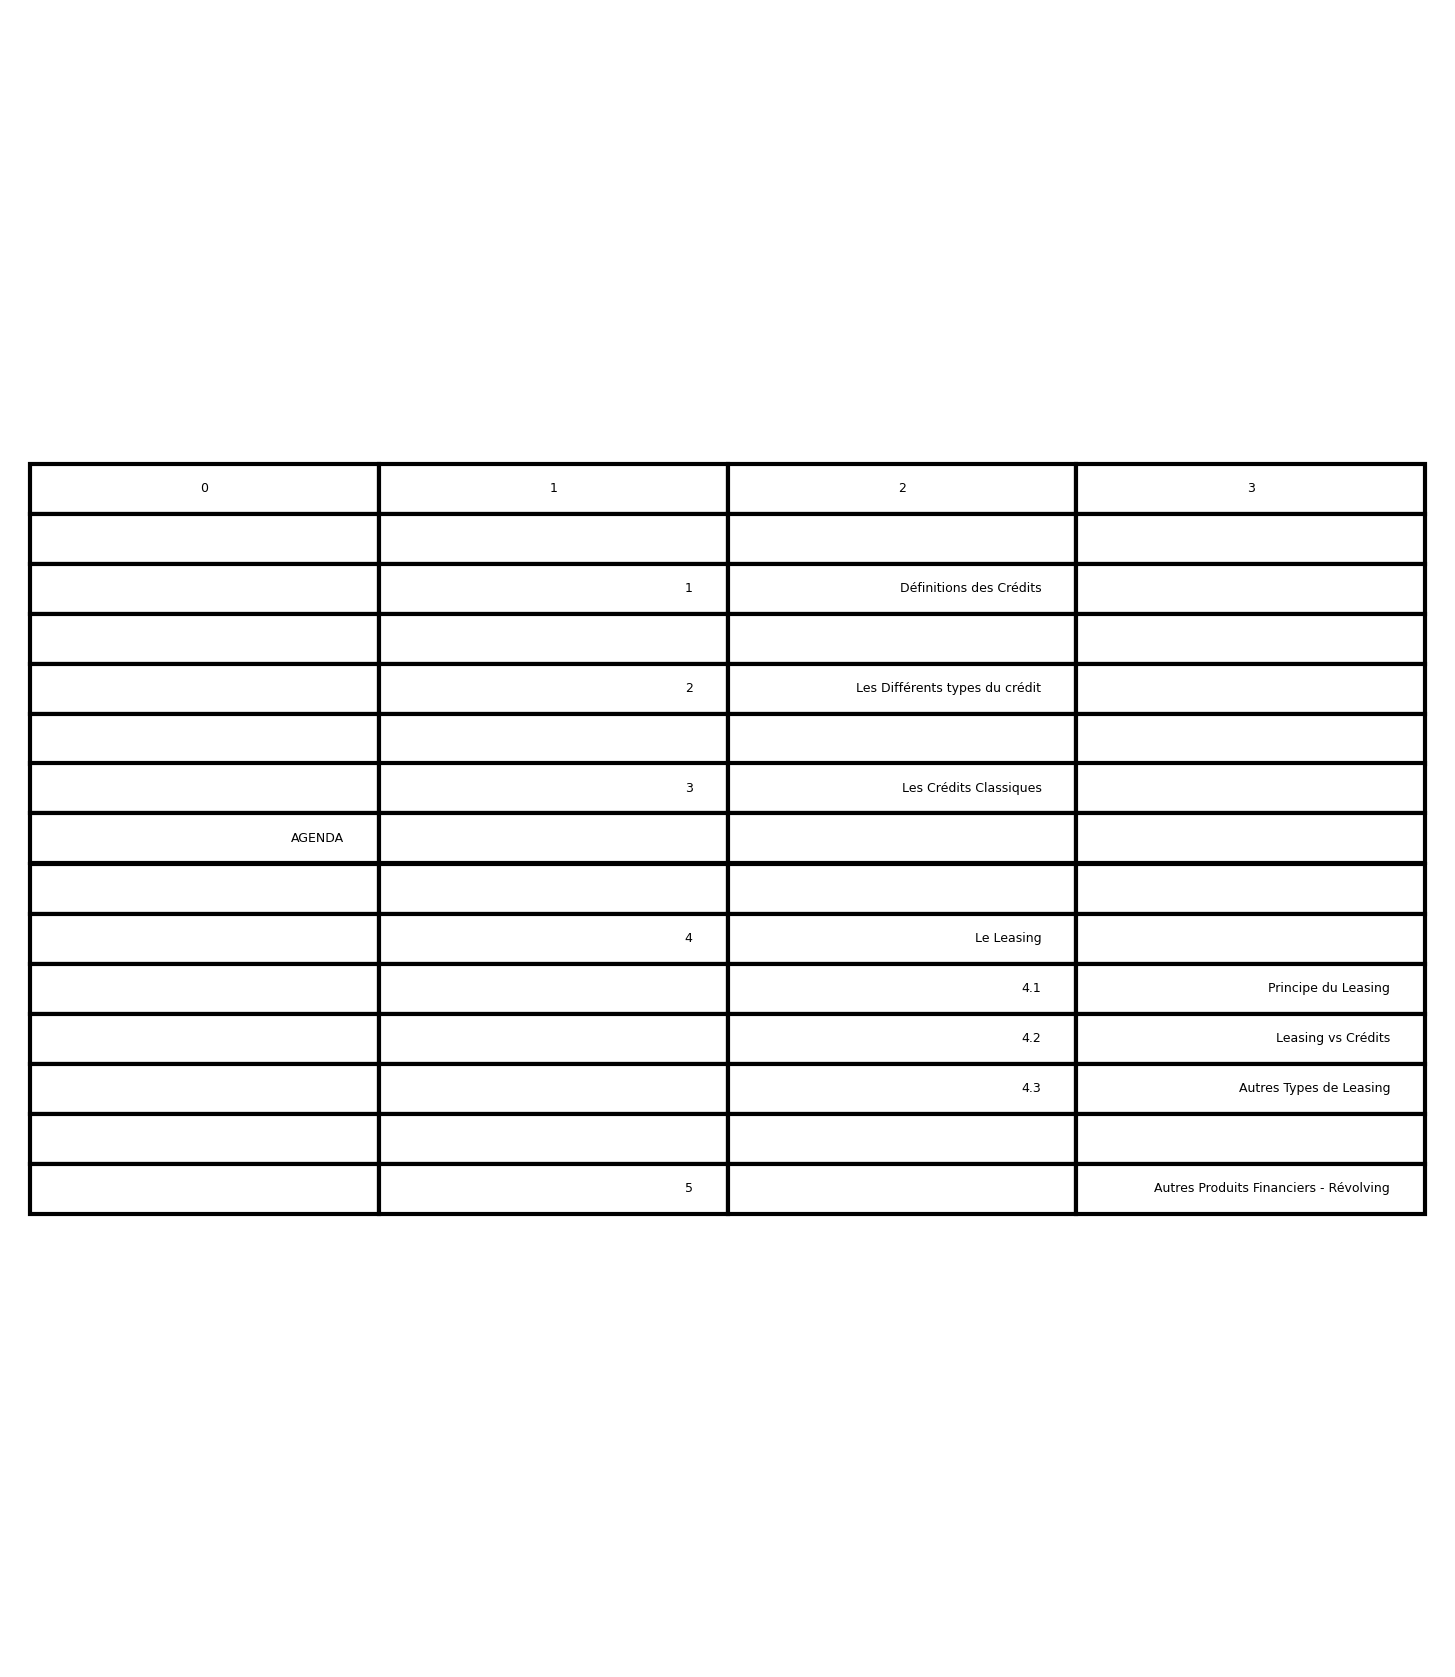 0 1 2 3
1 Définitions des Crédits
2 Les Différents types du crédit
3 Les Crédits Classiques
AGENDA
4 Le Leasing
4.1 Principe du Leasing
4.2 Leasing vs Crédits
4.3 Autres Types de Leasing
5 Autres Produits Financiers - Révolving